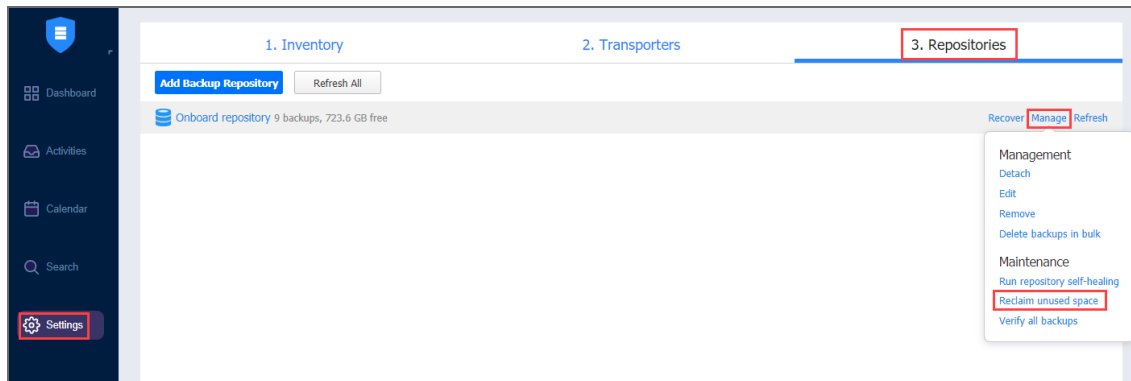 1. Inventory
2. Transporters
3. Repositories
Add Backup Repository
Refresh All
Dashboard
Onboard repository 9 backups, 723.6 GB free
Recover Manage Refresh
Activities
Management
Detach
Edit
Remove
Delete backups in bulk
Calendar
Maintenance
Run repository self-healing
Reclaim unused space
Verify all backups
Search
Settings